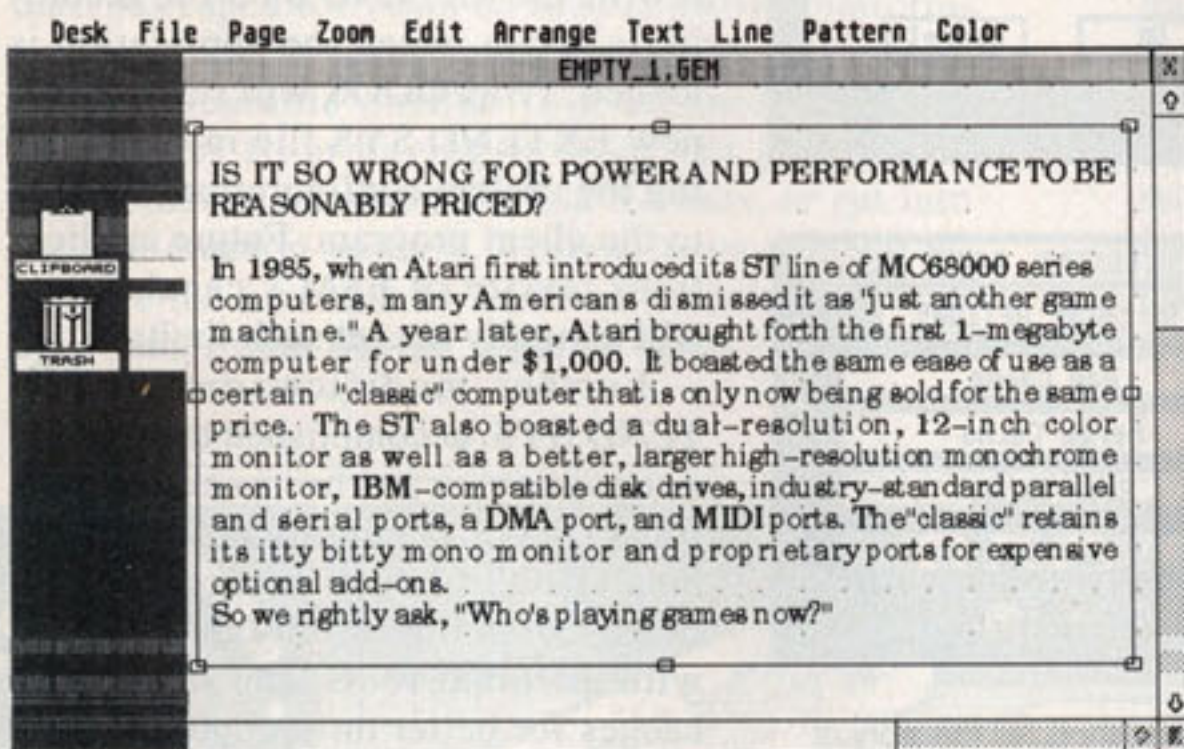 Desk File Page Zoom Edit Arrange Text Line Pattern Color
EMPTY_1.GEM
CLIPBOARD
TRASH
IS IT SO WRONG FOR POWER AND PERFORMANCE TO BE
REASONABLY PRICED?
In 1985, when Atari first introduced its ST line of MC68000 series
computers, many Americans dismissed it as "just another game
machine." A year later, Atari brought forth the first 1-megabyte
computer for under $1,000. It boasted the same ease of use as a
certain "classic" computer that is only now being sold for the same
price. The ST also boasted a dual-resolution, 12-inch color
monitor as well as a better, larger high-resolution monochrome
monitor, IBM-compatible disk drives, industry-standard parallel
and serial ports, a DMA port, and MIDI ports. The "classic" retains
its itty bitty mono monitor and proprietary ports for expensive
optional add-ons.
So we rightly ask, "Who's playing games now?"